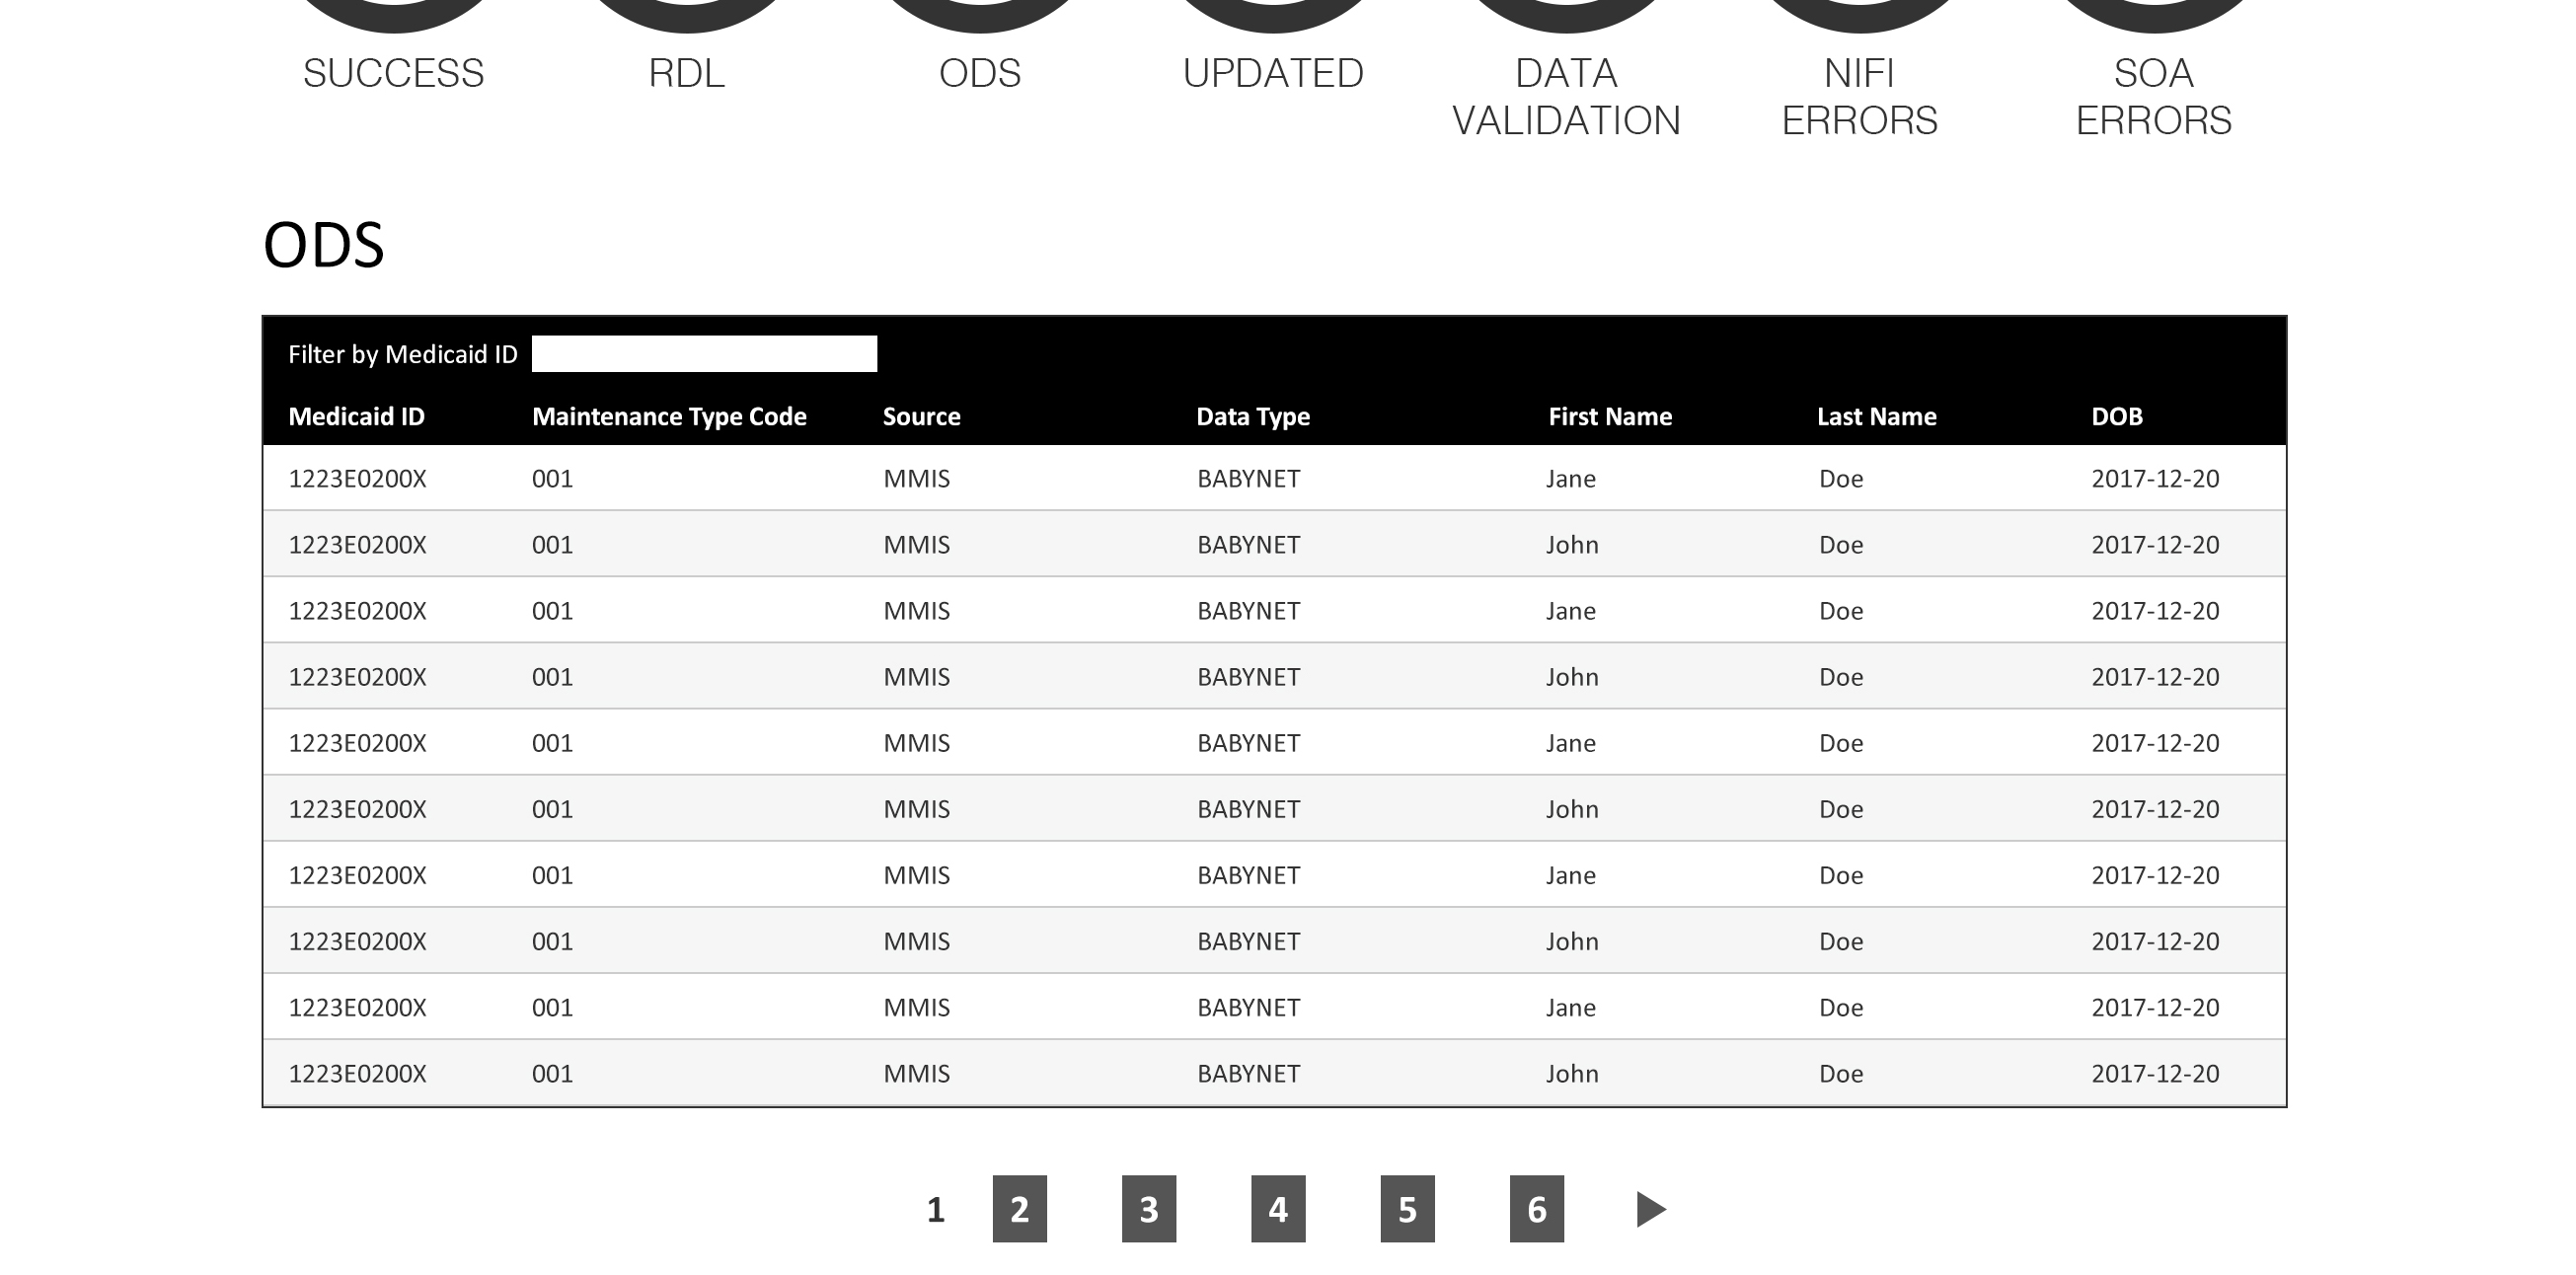 SUCCESS RDL ODS UPDATED DATA VALIDATION NIFI ERRORS SOA ERRORS
ODS
Filter by Medicaid ID
Medicaid ID Maintenance Type Code Source Data Type First Name Last Name DOB
1223E0200X 001 MMIS BABYNET Jane Doe 2017-12-20
1223E0200X 001 MMIS BABYNET John Doe 2017-12-20
1223E0200X 001 MMIS BABYNET Jane Doe 2017-12-20
1223E0200X 001 MMIS BABYNET John Doe 2017-12-20
1223E0200X 001 MMIS BABYNET Jane Doe 2017-12-20
1223E0200X 001 MMIS BABYNET John Doe 2017-12-20
1223E0200X 001 MMIS BABYNET Jane Doe 2017-12-20
1223E0200X 001 MMIS BABYNET John Doe 2017-12-20
1223E0200X 001 MMIS BABYNET Jane Doe 2017-12-20
1223E0200X 001 MMIS BABYNET John Doe 2017-12-20
1 2 3 4 5 6